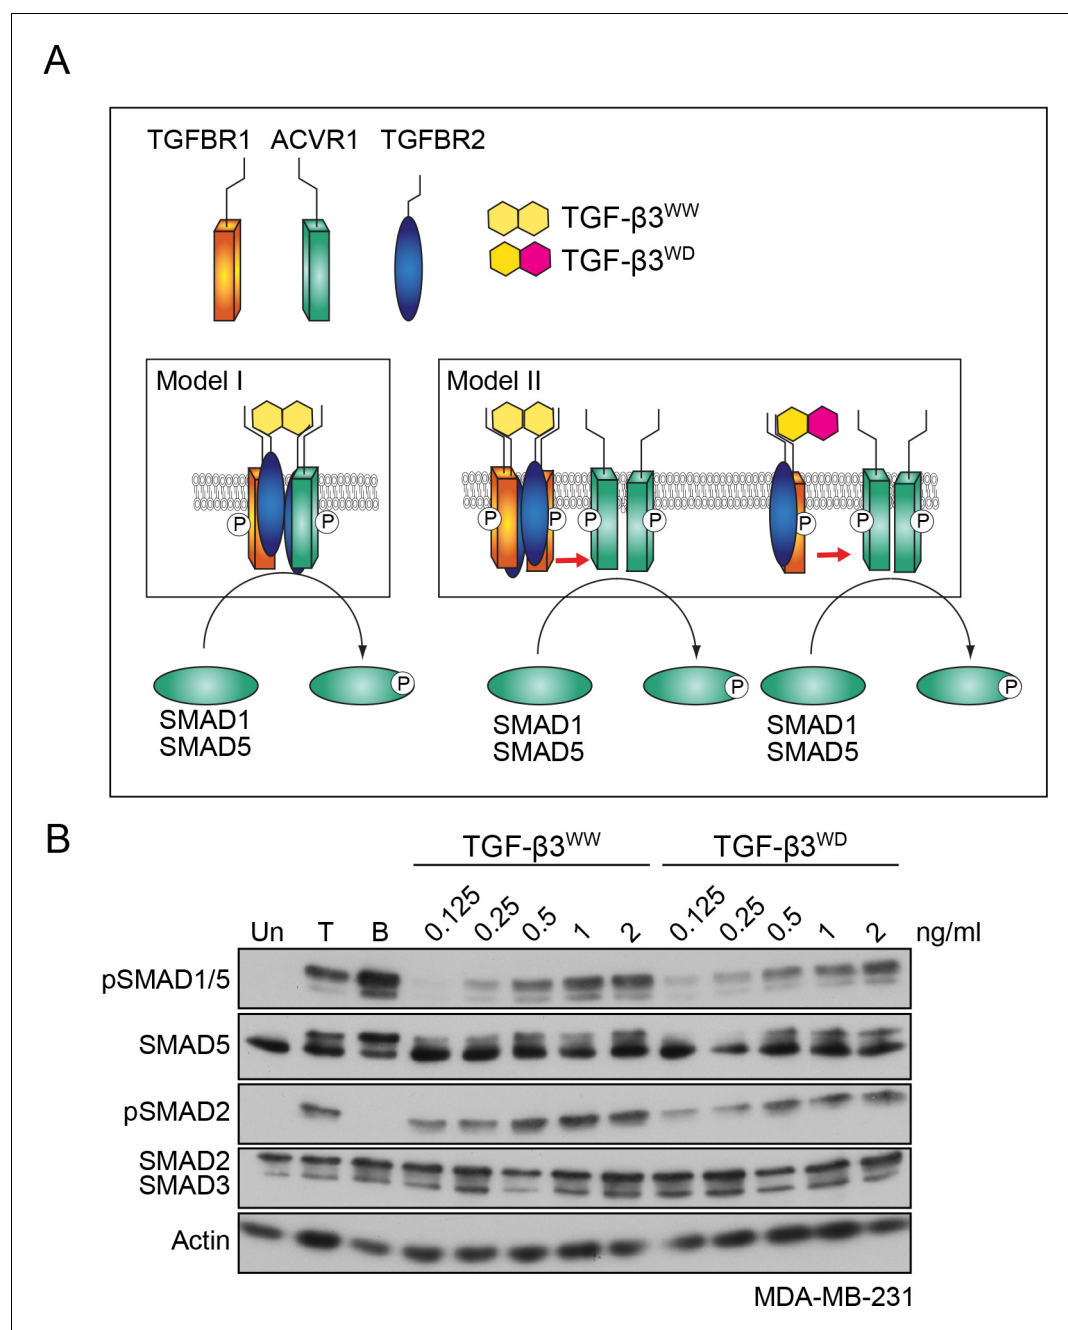 A
TGFBR1 ACVR1 TGFBR2
TGF-β3WW
TGF-β3WD
Model I
Model II
P P
P P P P
P P P
P
P
P
SMAD1
SMAD5
SMAD1
SMAD5
SMAD1
SMAD5
B
TGF-β3WW TGF-β3WD
Un T B 0.125 0.25 0.5 1 2 0.125 0.25 0.5 1 2 ng/ml
pSMAD1/5
SMAD5
pSMAD2
SMAD2
SMAD3
Actin
MDA-MB-231